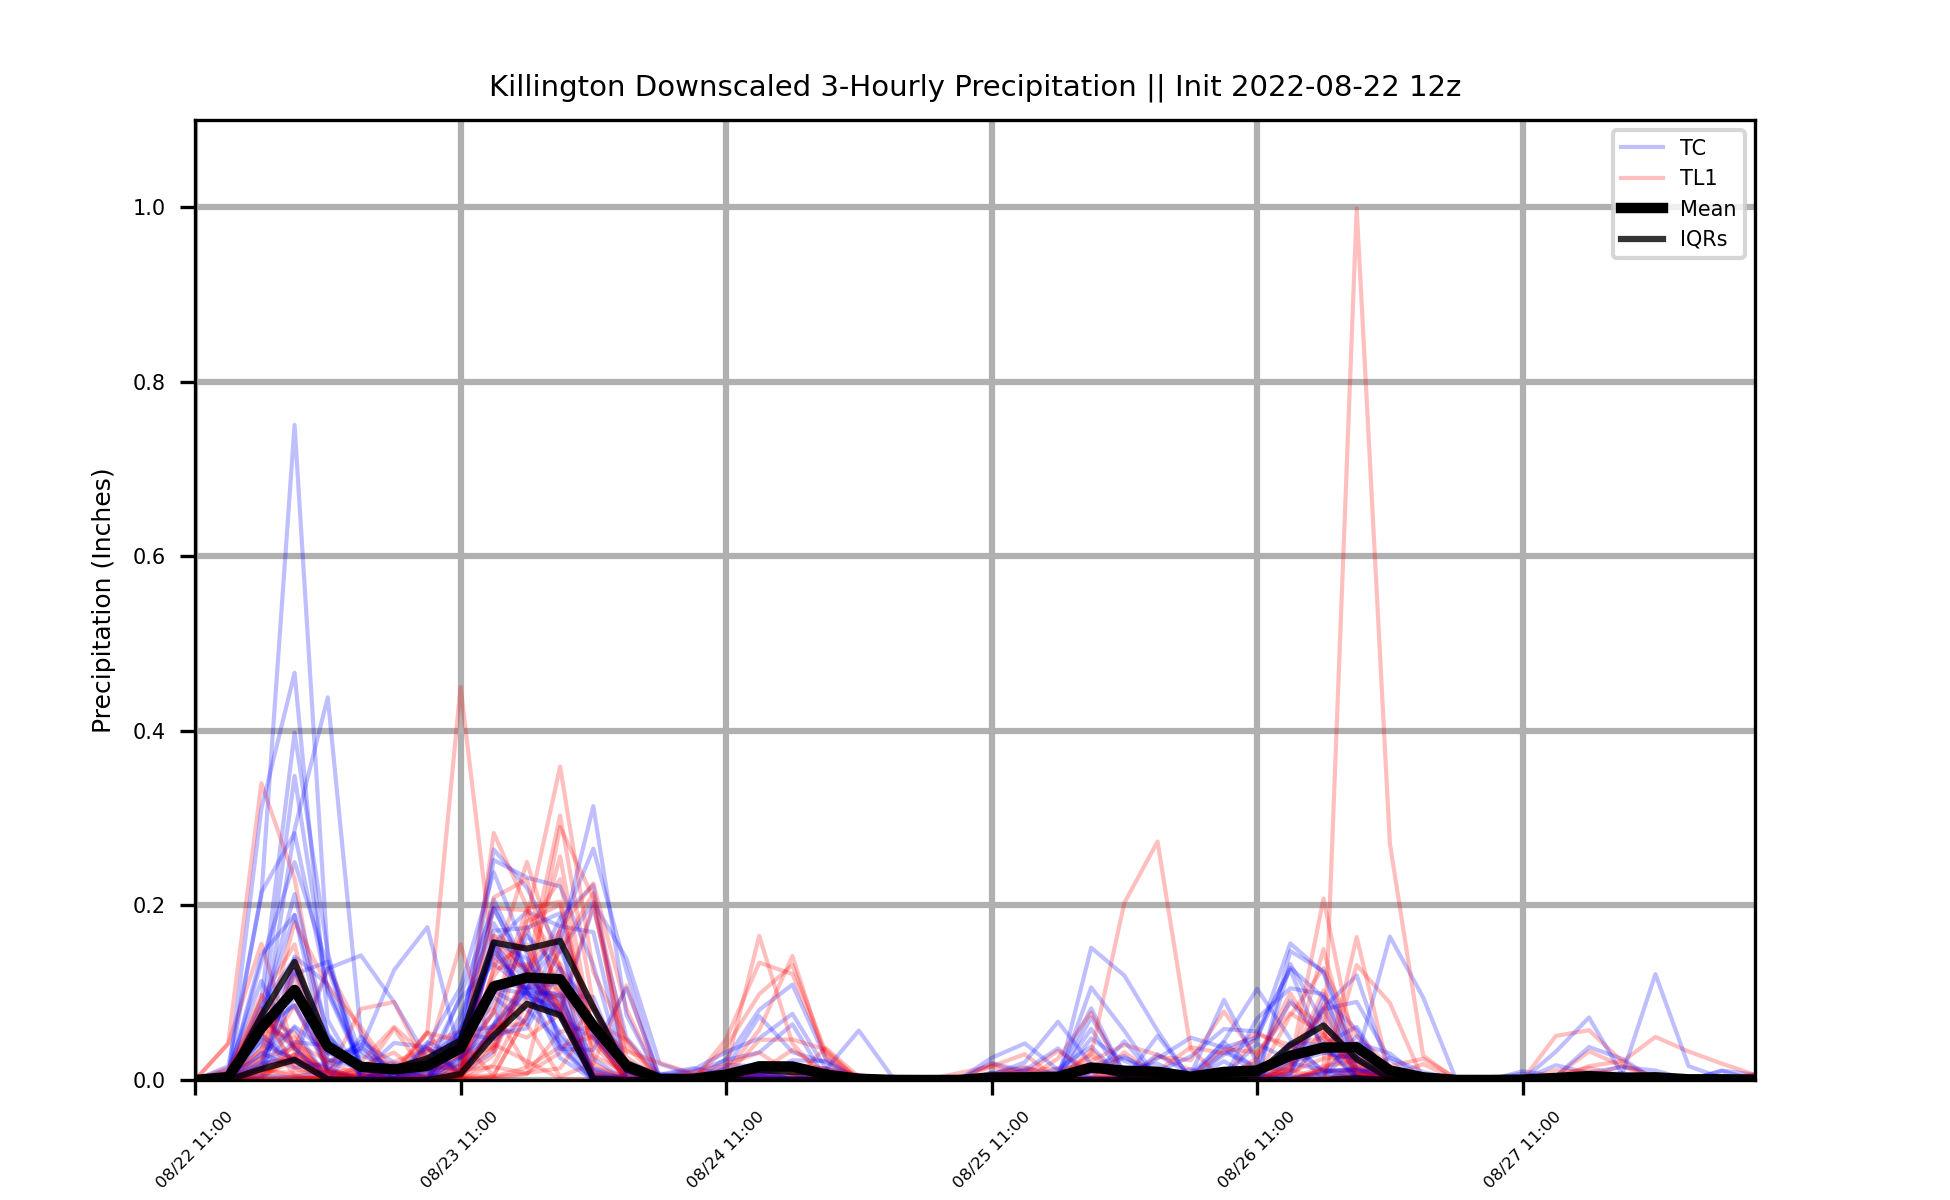 Killington Downscaled 3-Hourly Precipitation || Init 2022-08-22 12z
TC
TL1
Mean
IQRs
Precipitation (Inches)
1.0
0.8
0.6
0.4
0.2
0.0
08/22 11:00
08/23 11:00
08/24 11:00
08/25 11:00
08/26 11:00
08/27 11:00